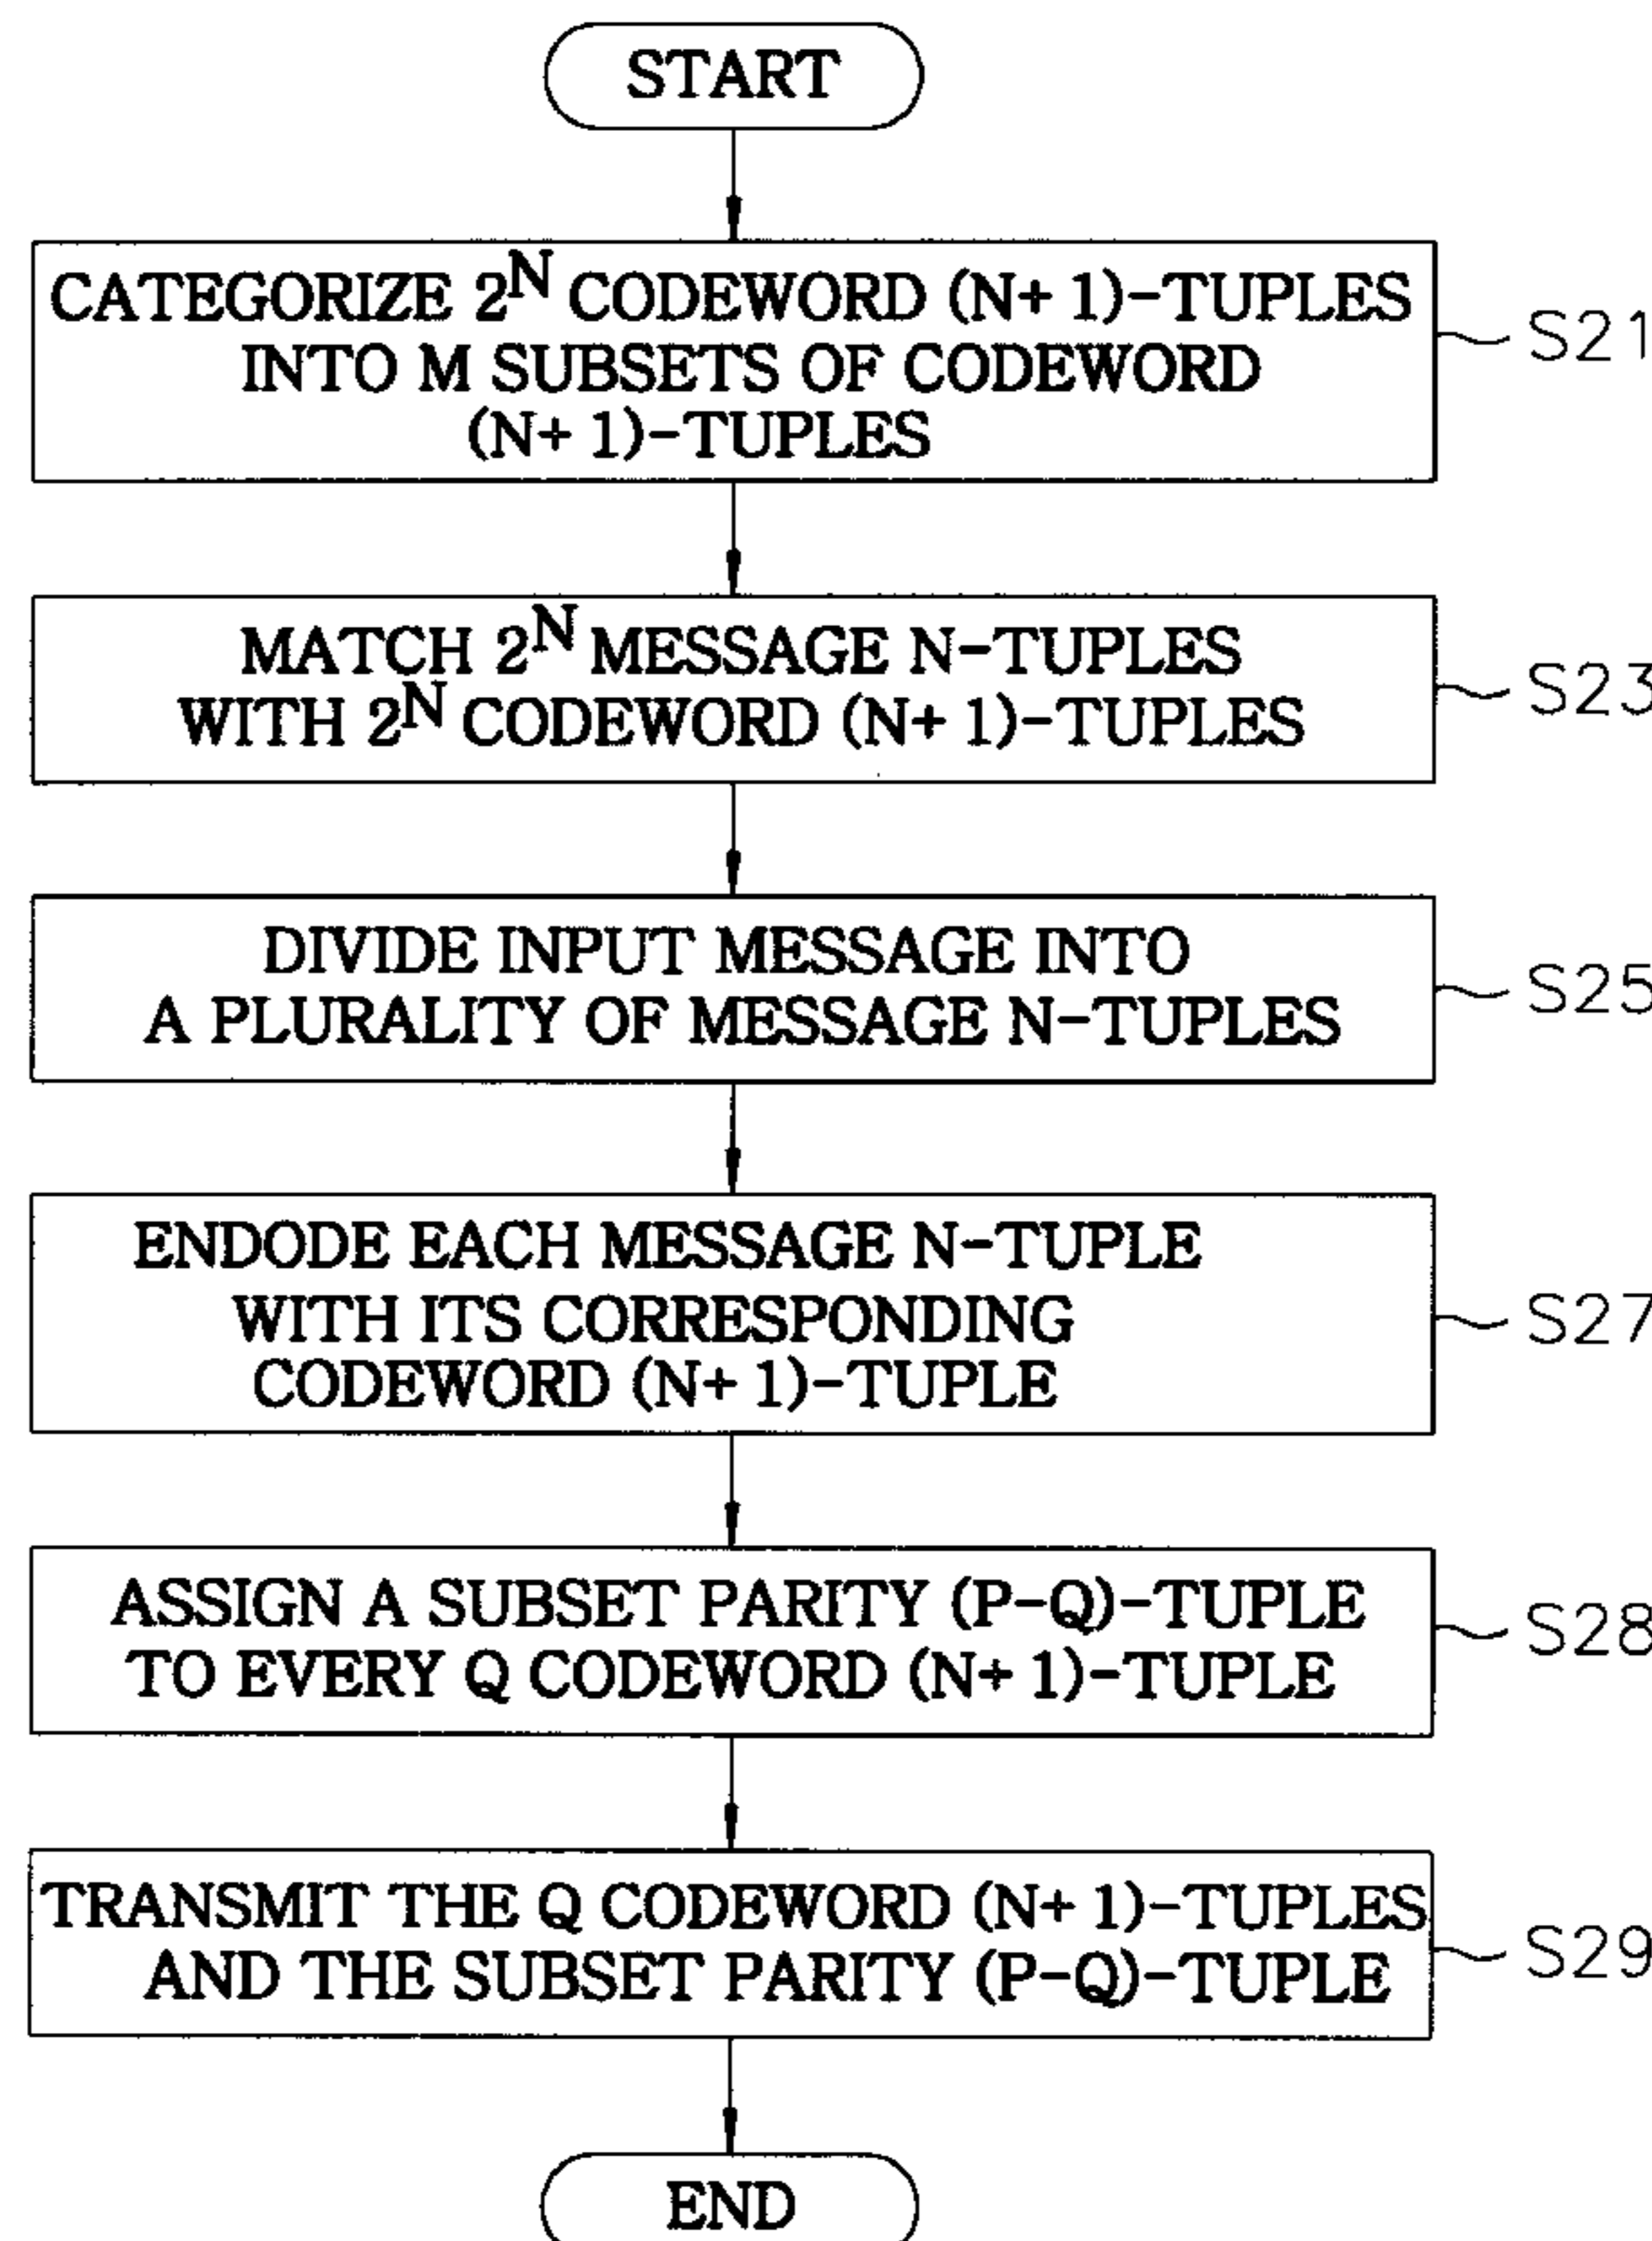 START
CATEGORIZE 2^N CODEWORD (N+1)-TUPLES
INTO M SUBSETS OF CODEWORD
(N+1)-TUPLES
S21
MATCH 2^N MESSAGE N-TUPLES
WITH 2^N CODEWORD (N+1)-TUPLES
S23
DIVIDE INPUT MESSAGE INTO
A PLURALITY OF MESSAGE N-TUPLES
S25
ENDODE EACH MESSAGE N-TUPLE
WITH ITS CORRESPONDING
CODEWORD (N+1)-TUPLE
S27
ASSIGN A SUBSET PARITY (P-Q)-TUPLE
TO EVERY Q CODEWORD (N+1)-TUPLE
S28
TRANSMIT THE Q CODEWORD (N+1)-TUPLES
AND THE SUBSET PARITY (P-Q)-TUPLE
S29
END